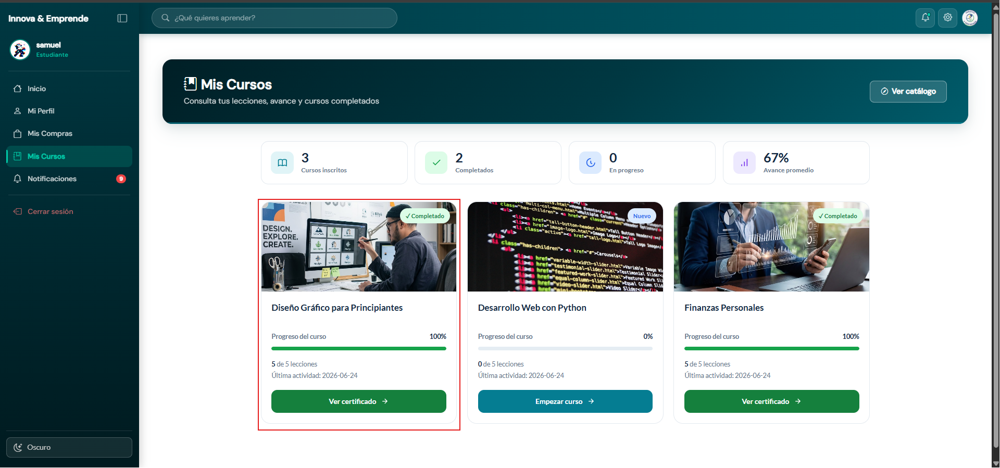 Innova & Emprende
¿Qué quieres aprender?
samuel
Estudiante
Inicio
Mi Perfil
Mis Compras
Mis Cursos
Notificaciones
9
Cerrar sesión
Oscuro
Mis Cursos
Consulta tus lecciones, avance y cursos completados
Ver catálogo
3
Cursos inscritos
2
Completados
0
En progreso
67%
Avance promedio
DESIGN.
EXPLORE.
CREATE.
✓ Completado
Diseño Gráfico para Principiantes
Progreso del curso 100%
5 de 5 lecciones
Última actividad: 2026-06-24
Ver certificado →
Nuevo
class="has-children"> <a href="#">Carousels</a>
Desarrollo Web con Python
Progreso del curso 0%
0 de 5 lecciones
Última actividad: 2026-06-24
Empezar curso →
✓ Completado
Finanzas Personales
Progreso del curso 100%
5 de 5 lecciones
Última actividad: 2026-06-24
Ver certificado →